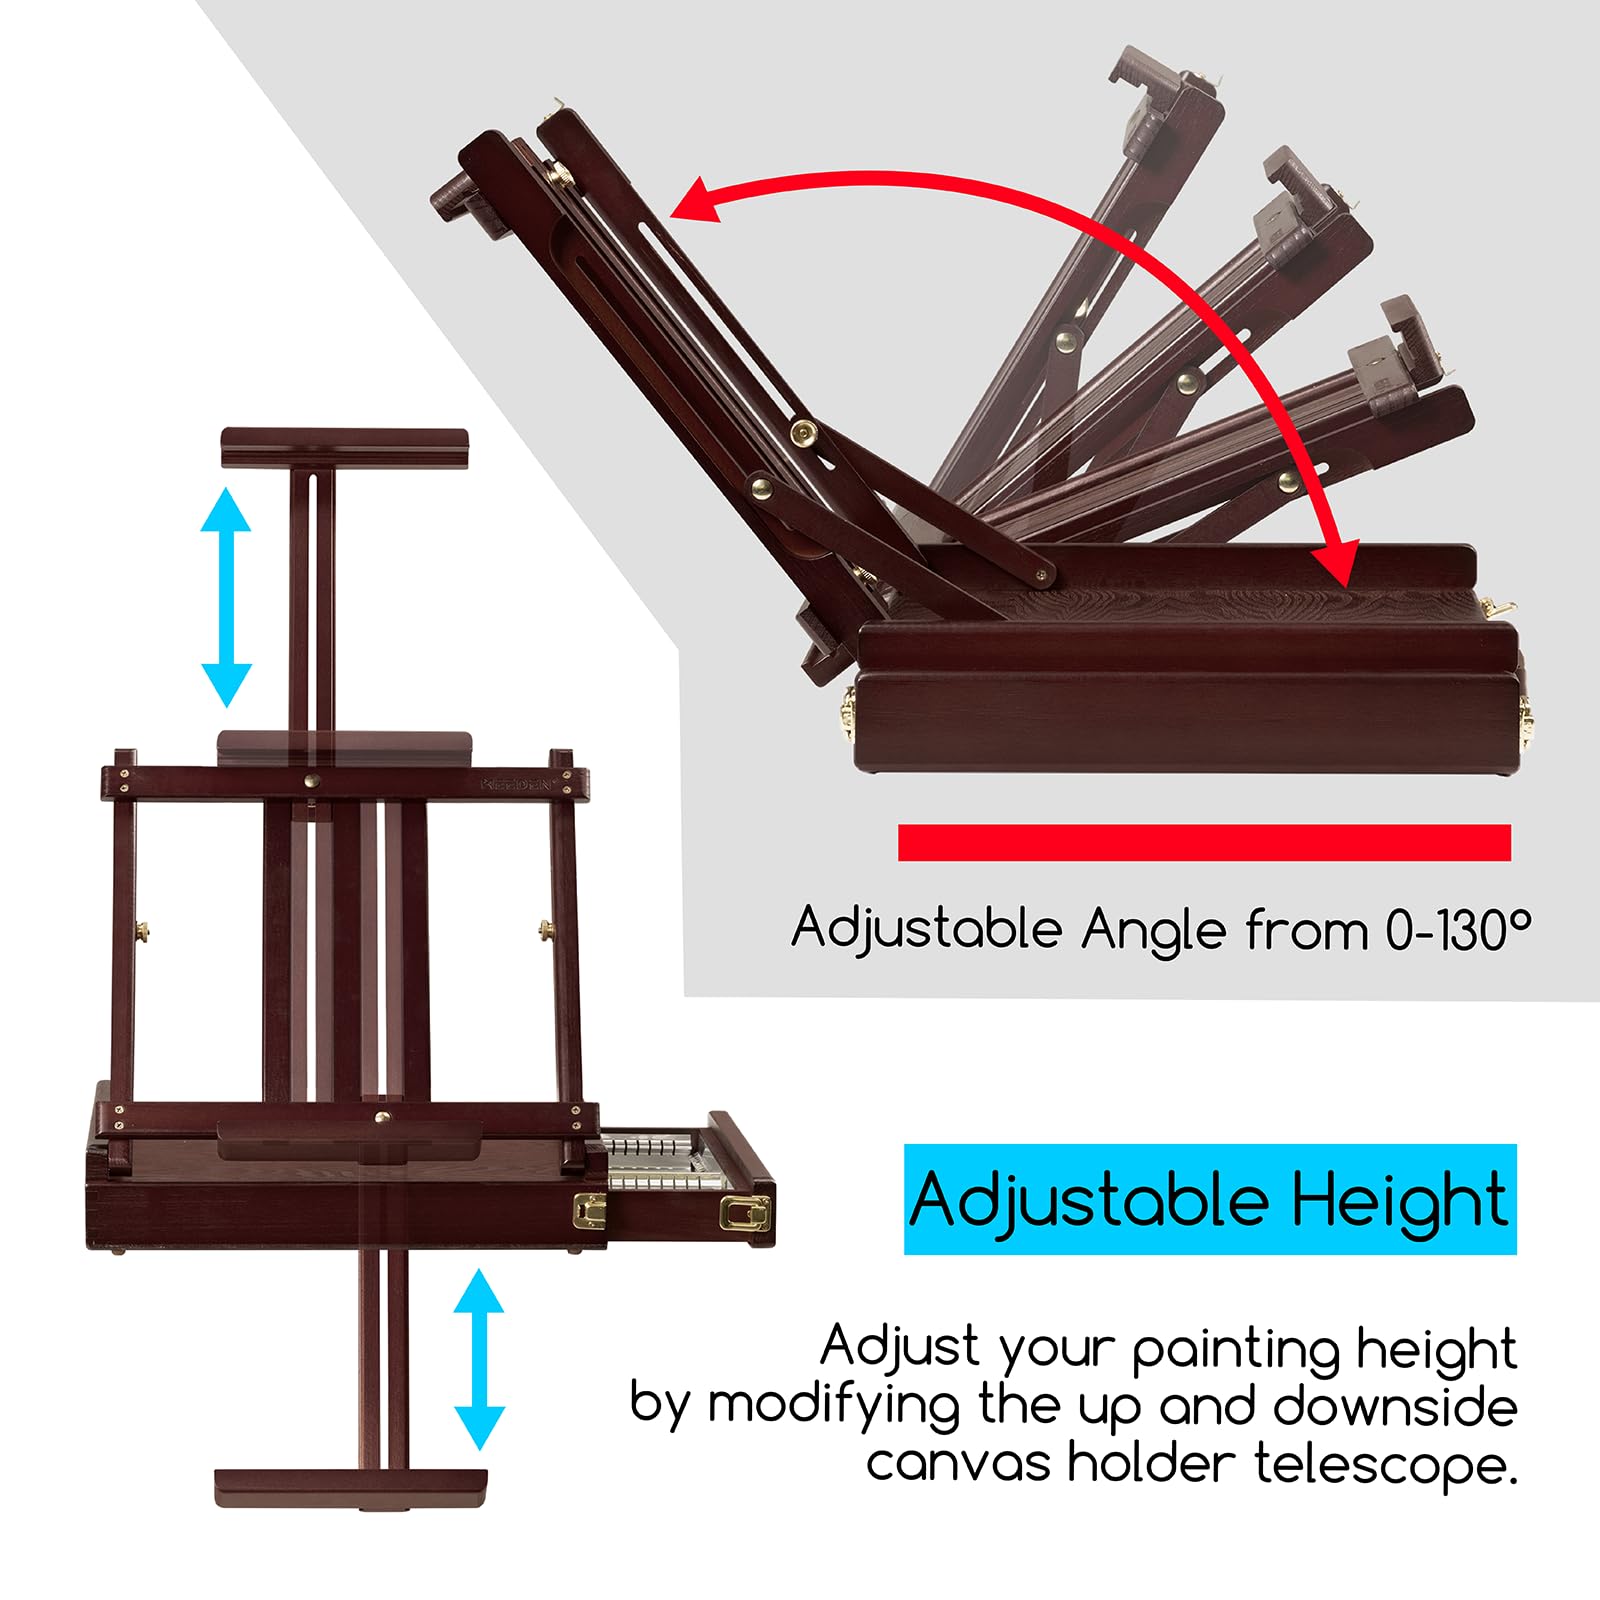 KEEDEN
Adjustable Angle from 0-130°
Adjustable Height
Adjust your painting height
by modifying the up and downside
canvas holder telescope.